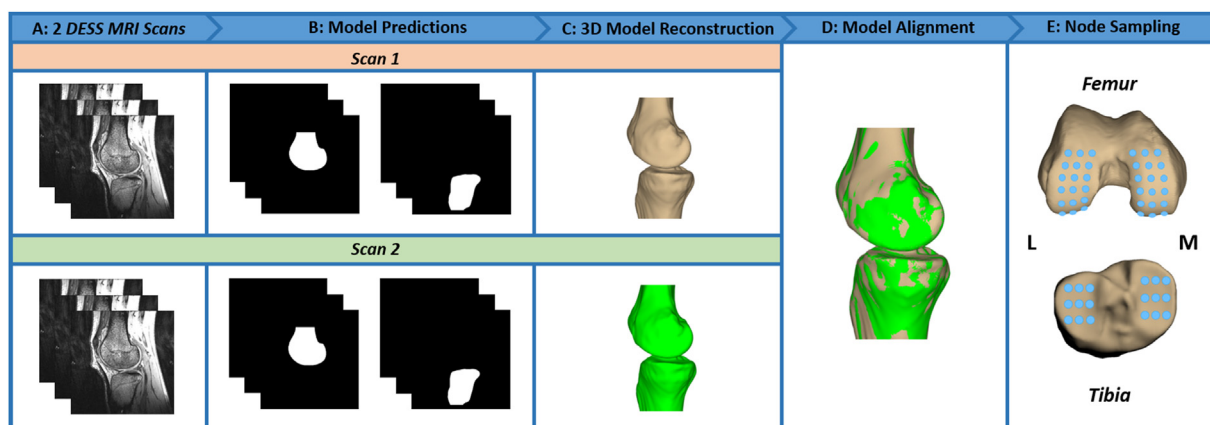 A: 2 DESS MRI Scans
B: Model Predictions
C: 3D Model Reconstruction
D: Model Alignment
E: Node Sampling
Scan 1
Femur
L
M
Scan 2
Tibia